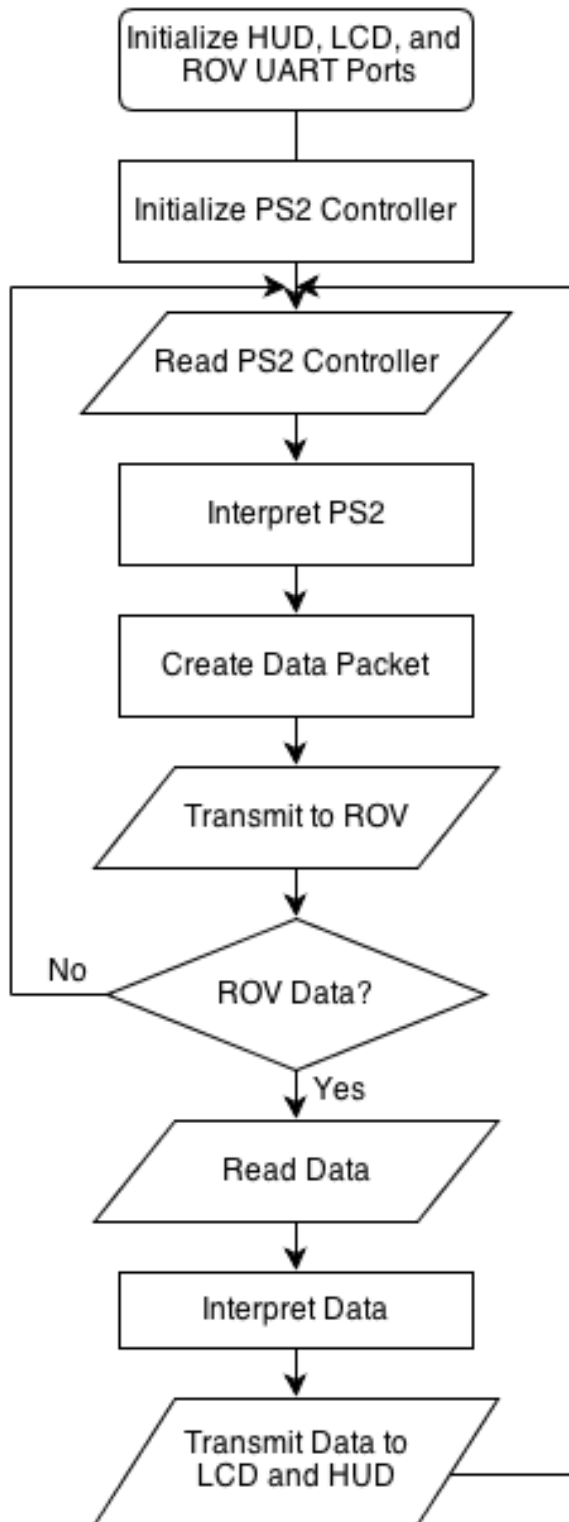 Initialize HUD, LCD, and
ROV UART Ports
Initialize PS2 Controller
Read PS2 Controller
Interpret PS2
Create Data Packet
Transmit to ROV
No
ROV Data?
Yes
Read Data
Interpret Data
Transmit Data to
LCD and HUD